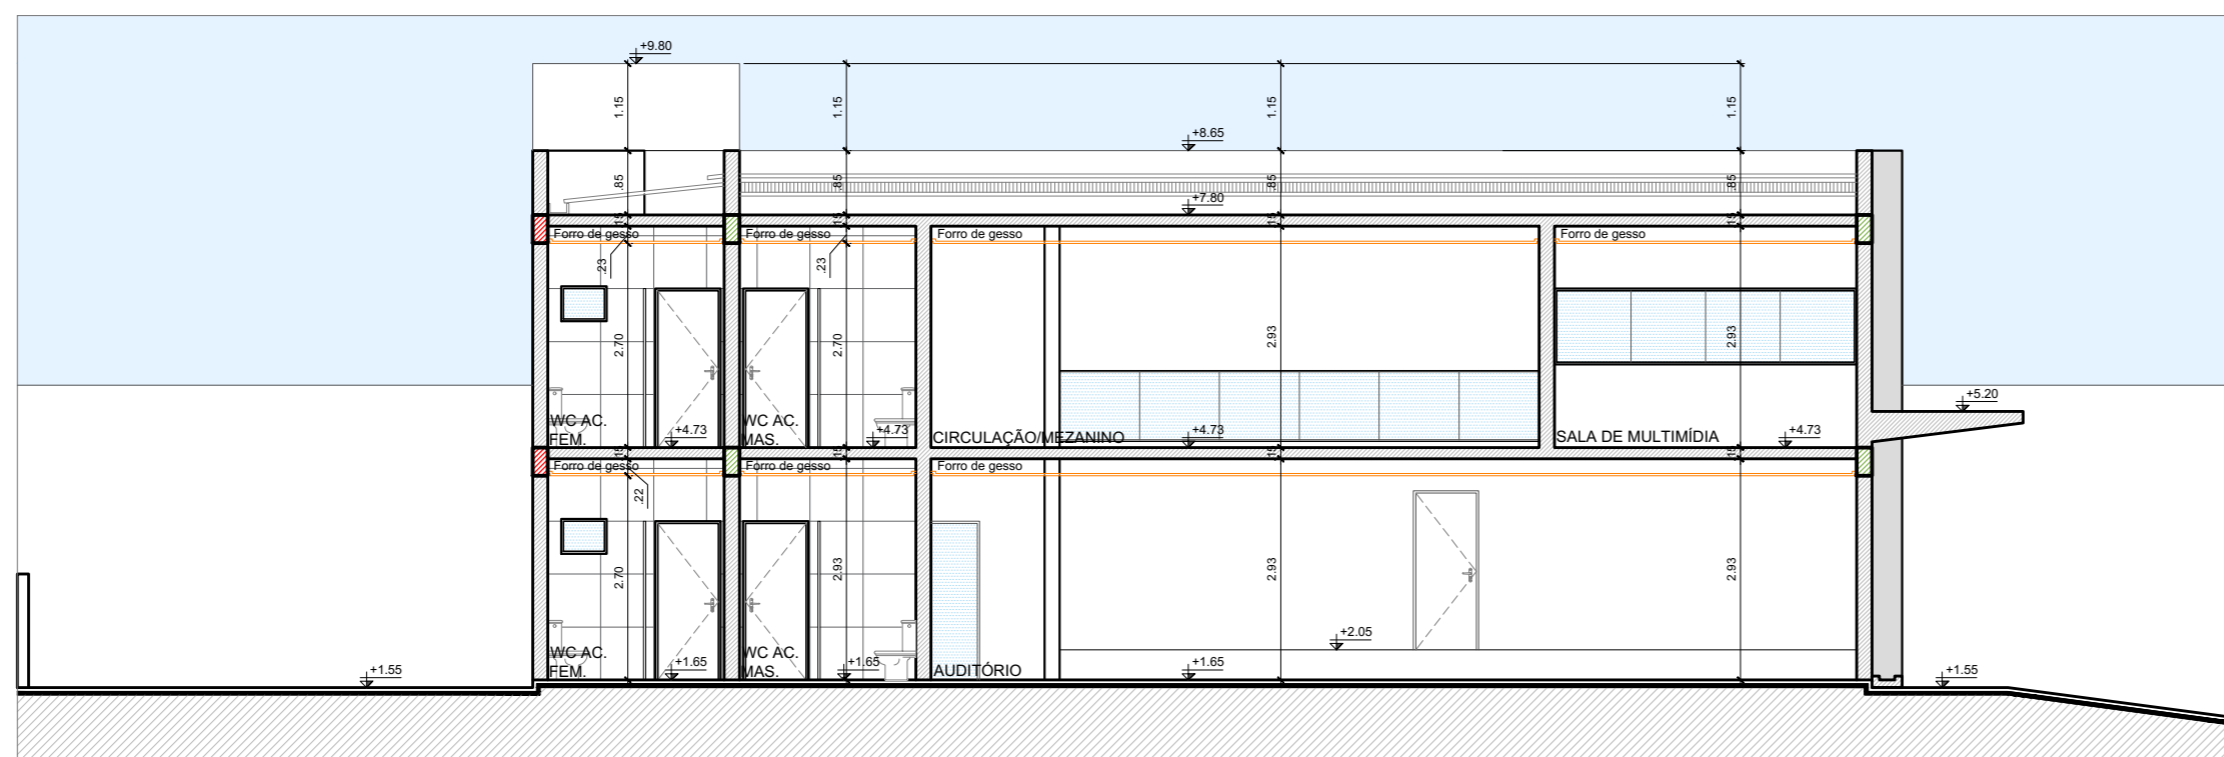 +9.80
1.15
1.15
1.15
1.15
+8.65
.85
.85
.85
.85
+7.80
15
15
15
15
Forro de gesso
Forro de gesso
Forro de gesso
Forro de gesso
.23
.23
2.70
2.70
2.93
2.93
+5.20
WC AC.
FEM.
+4.73
WC AC.
MAS.
+4.73
CIRCULAÇÃO/MEZANINO
+4.73
SALA DE MULTIMÍDIA
+4.73
15
15
15
15
Forro de gesso
Forro de gesso
Forro de gesso
.22
2.70
2.93
2.93
2.93
+2.05
WC AC.
FEM.
+1.65
WC AC.
MAS.
+1.65
AUDITÓRIO
+1.65
+1.55
+1.55